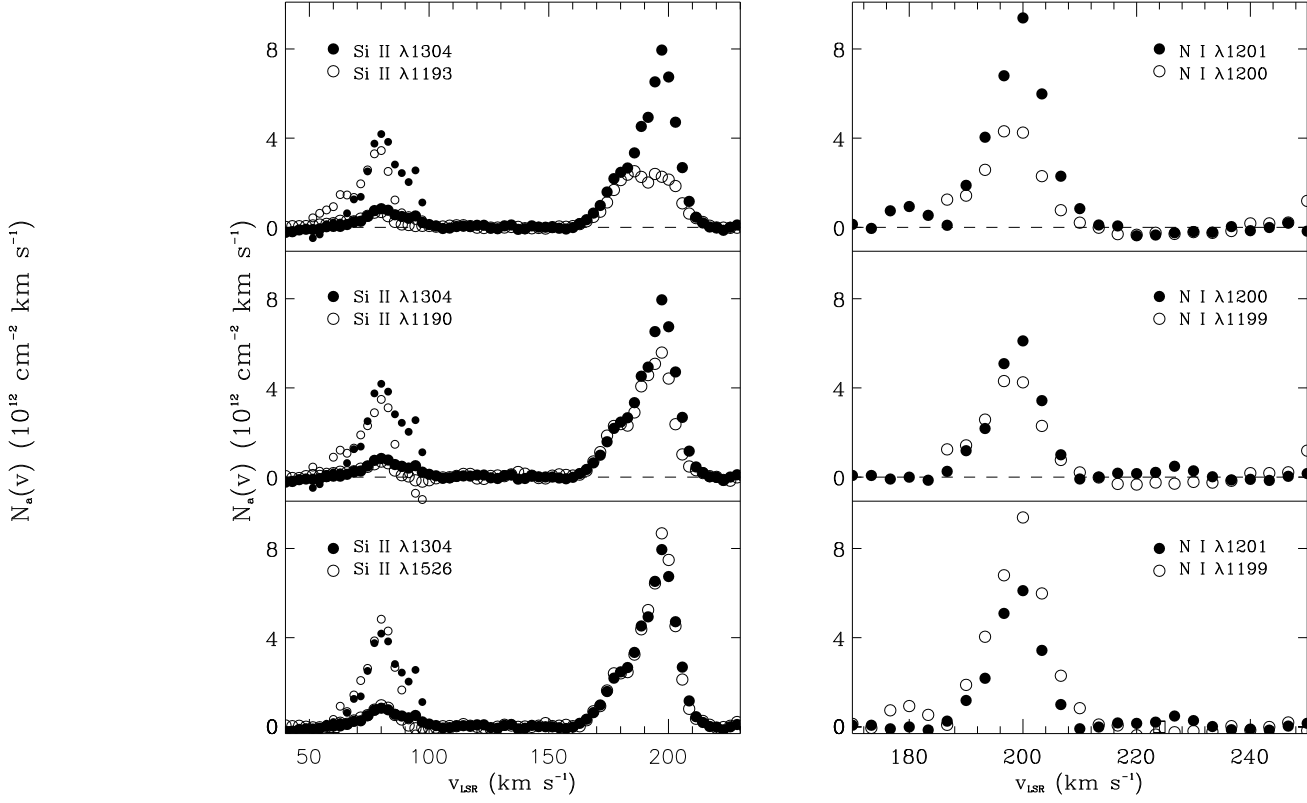 N_a(v) (10¹² cm⁻² km s⁻¹)
N_a(v) (10¹² cm⁻² km s⁻¹)
8
4
0
Si II λ1304
Si II λ1193
8
4
0
N I λ1201
N I λ1200
8
4
0
Si II λ1304
Si II λ1190
8
4
0
N I λ1200
N I λ1199
8
4
0
Si II λ1304
Si II λ1526
8
4
0
N I λ1201
N I λ1199
50 100 150 200
v_LSR (km s⁻¹)
180 200 220 240
v_LSR (km s⁻¹)